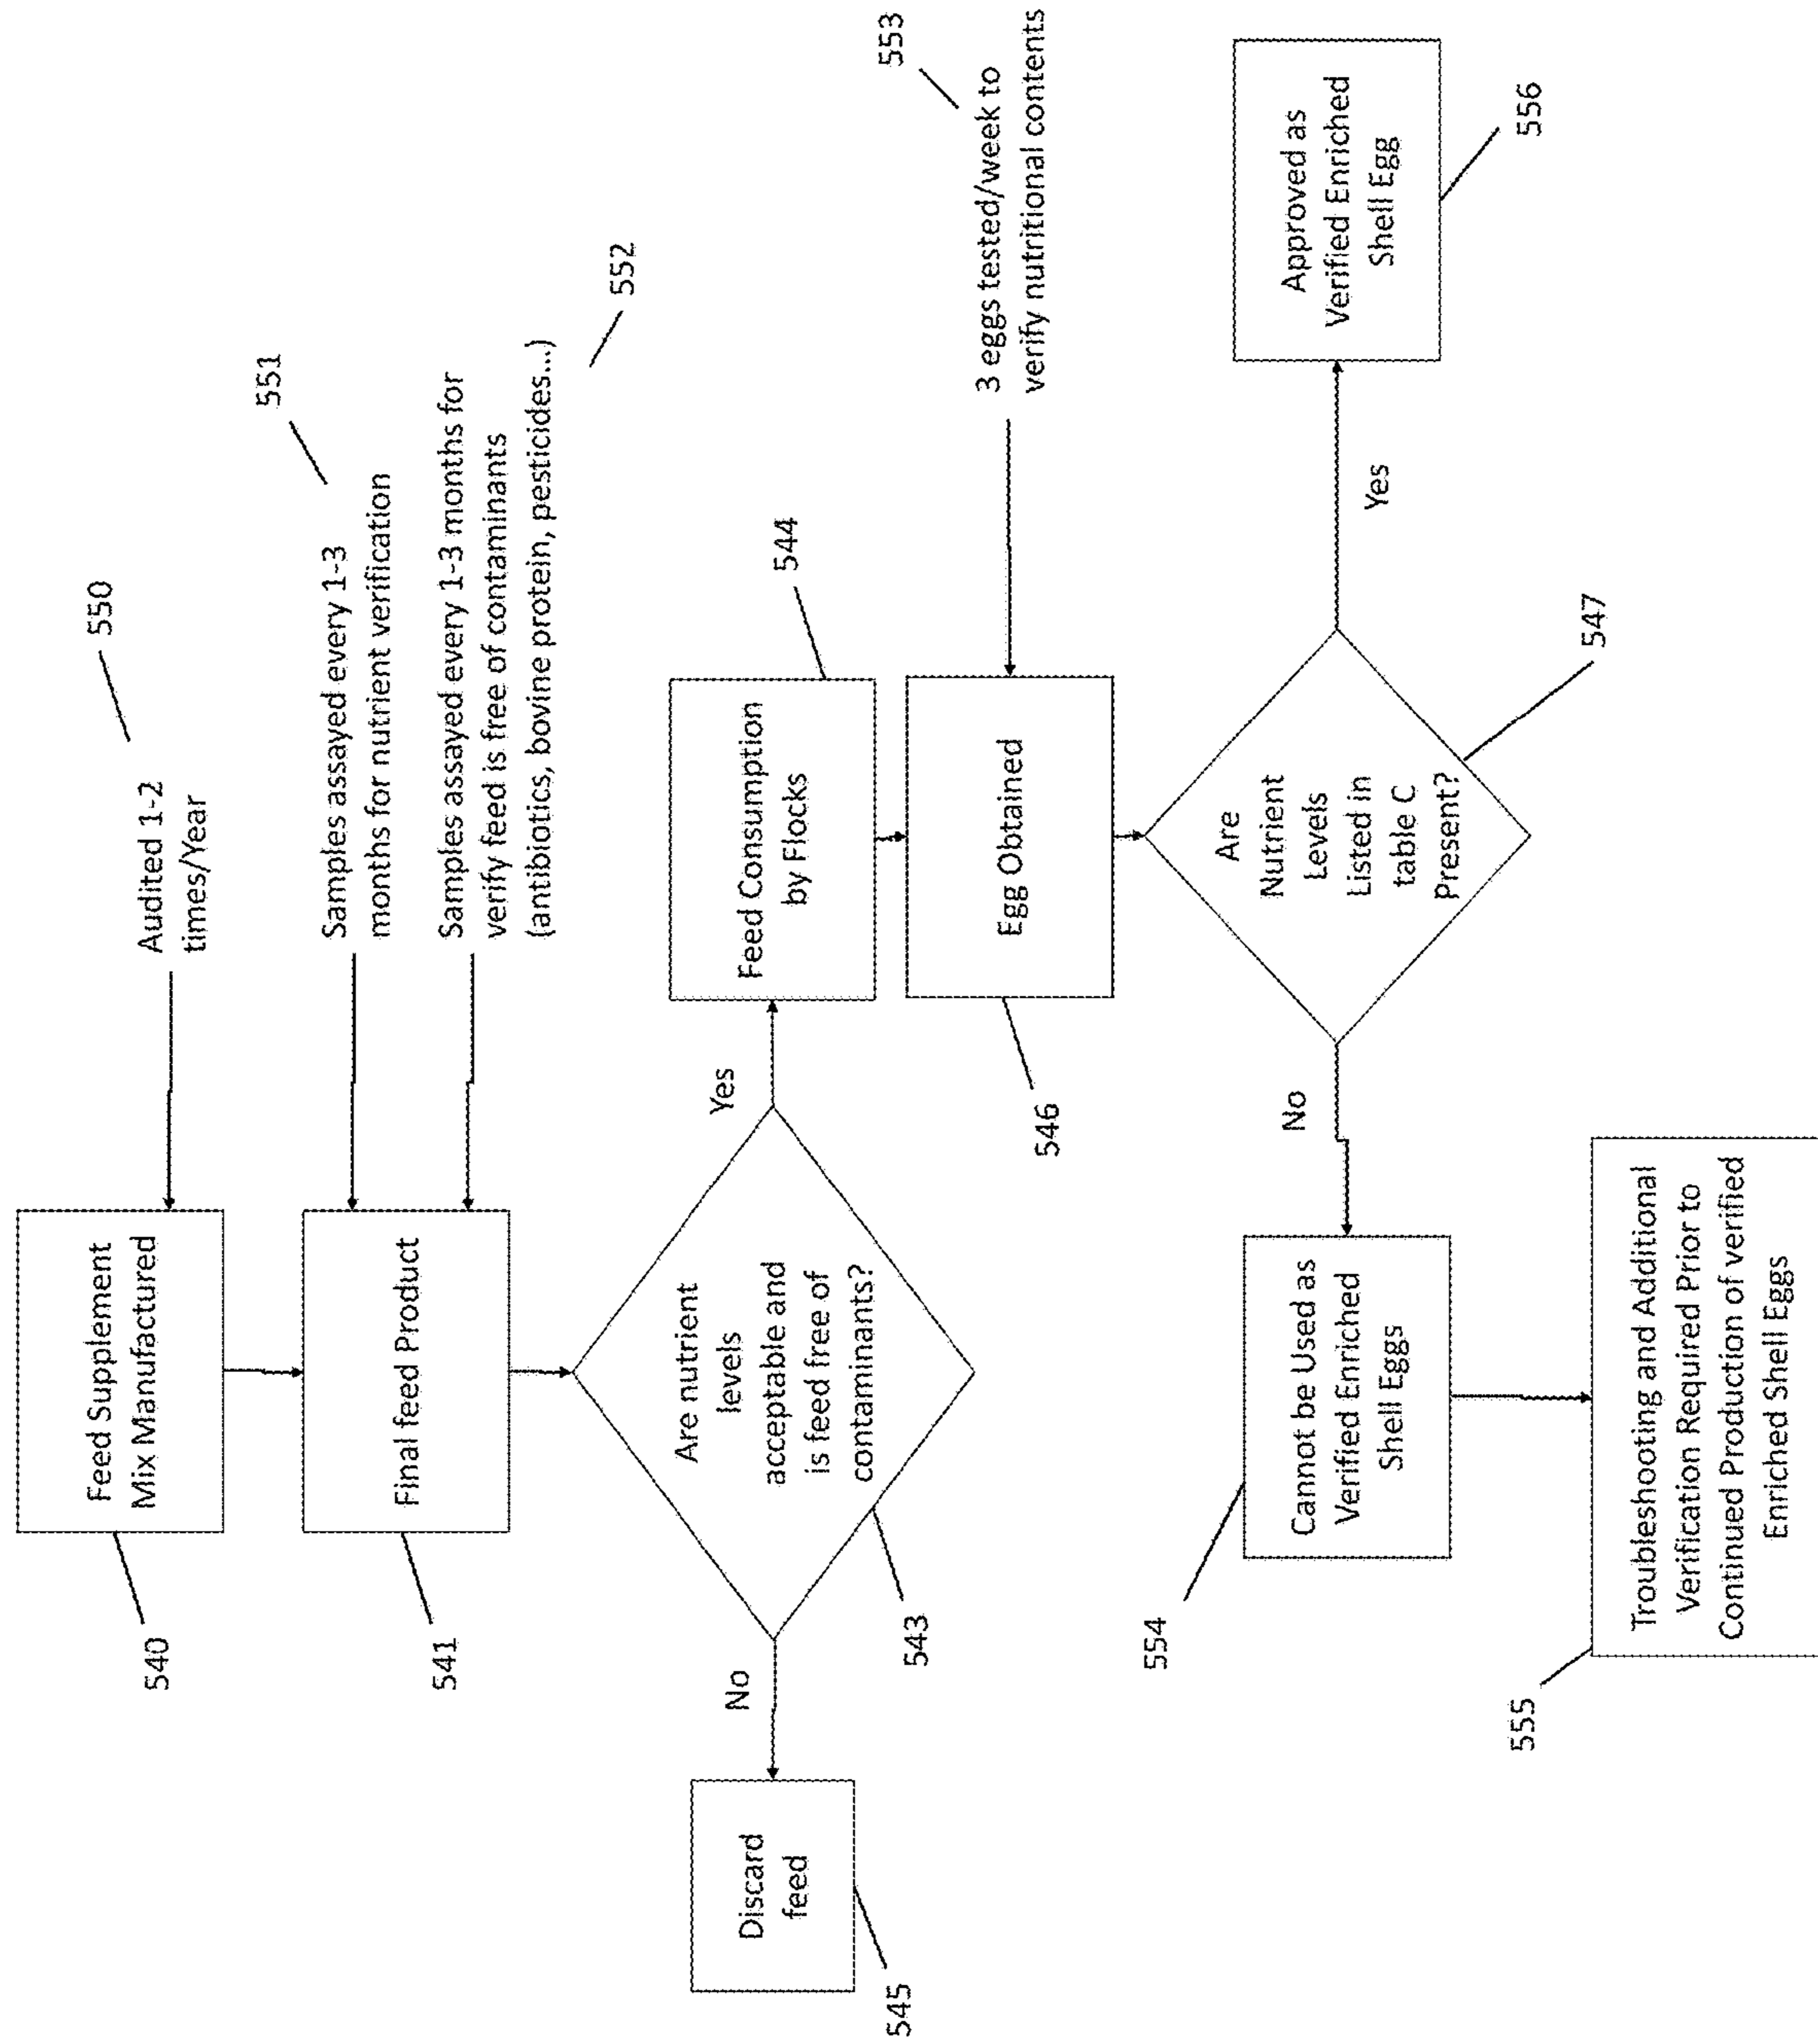 540
Feed Supplement
Mix Manufactured
Audited 1-2
times/Year
550
541
Final feed Product
Samples assayed every 1-3
months for nutrient verification
551
Samples assayed every 1-3 months for
verify feed is free of contaminants
(antibiotics, bovine protein, pesticides...)
552
Are nutrient
levels
acceptable and
is feed free of
contaminants?
543
No
Discard
feed
545
Yes
Feed Consumption
by Flocks
544
Egg Obtained
546
3 eggs tested/week to
verify nutritional contents
553
Are
Nutrient
Levels
Listed in
table C
Present?
547
No
Cannot be Used as
Verified Enriched
Shell Eggs
554
Troubleshooting and Additional
Verification Required Prior to
Continued Production of verified
Enriched Shell Eggs
555
Yes
Approved as
Verified Enriched
Shell Egg
556